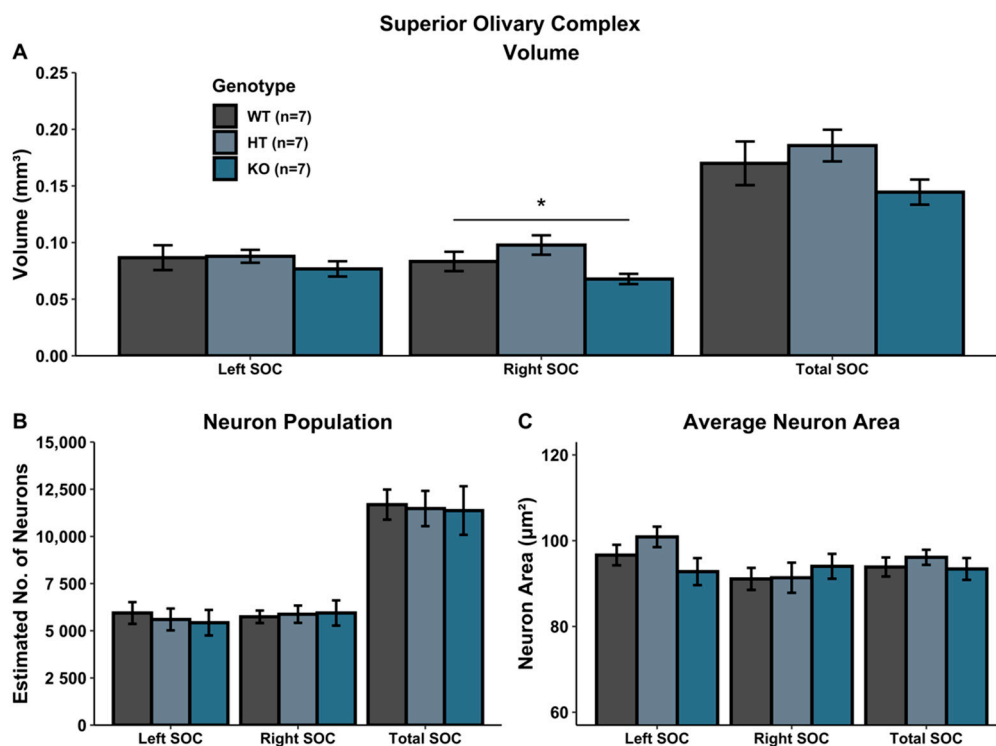 Superior Olivary Complex
A
Volume
Volume (mm³)
0.25
0.20
0.15
0.10
0.05
0.00
Genotype
WT (n=7)
HT (n=7)
KO (n=7)
*
Left SOC
Right SOC
Total SOC
B
Neuron Population
Estimated No. of Neurons
15,000
12,500
10,000
7 500
5 000
2 500
0
Left SOC
Right SOC
Total SOC
C
Average Neuron Area
Neuron Area (µm²)
120
100
80
60
Left SOC
Right SOC
Total SOC